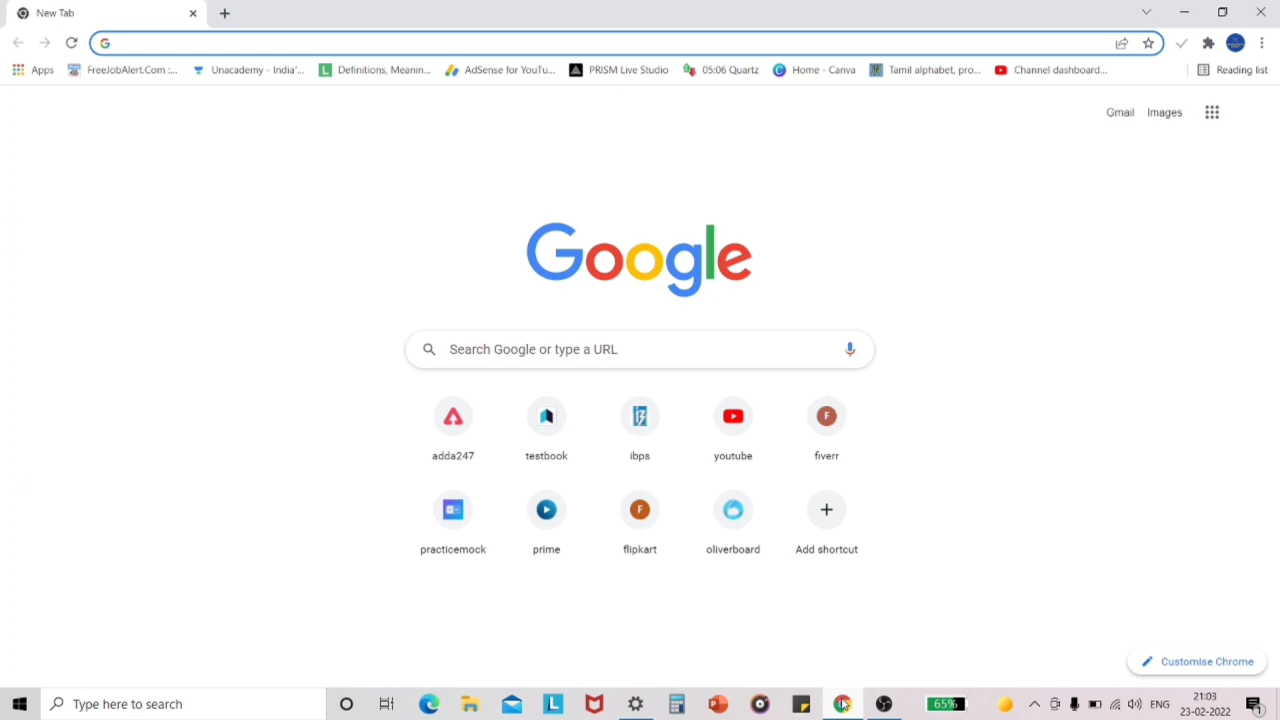 New Tab
Apps FreeJobAlert.Com :... Unacademy - India'... Definitions, Meanin... AdSense for YouTu... PRISM Live Studio 05:06 Quartz Home - Canva Tamil alphabet, pro... Channel dashboard... Reading list
Gmail Images
Google
Search Google or type a URL
adda247 testbook ibps youtube fiverr
practicemock prime flipkart oliverboard Add shortcut
Customise Chrome
Type here to search 65% ENG 21:03
23-02-2022